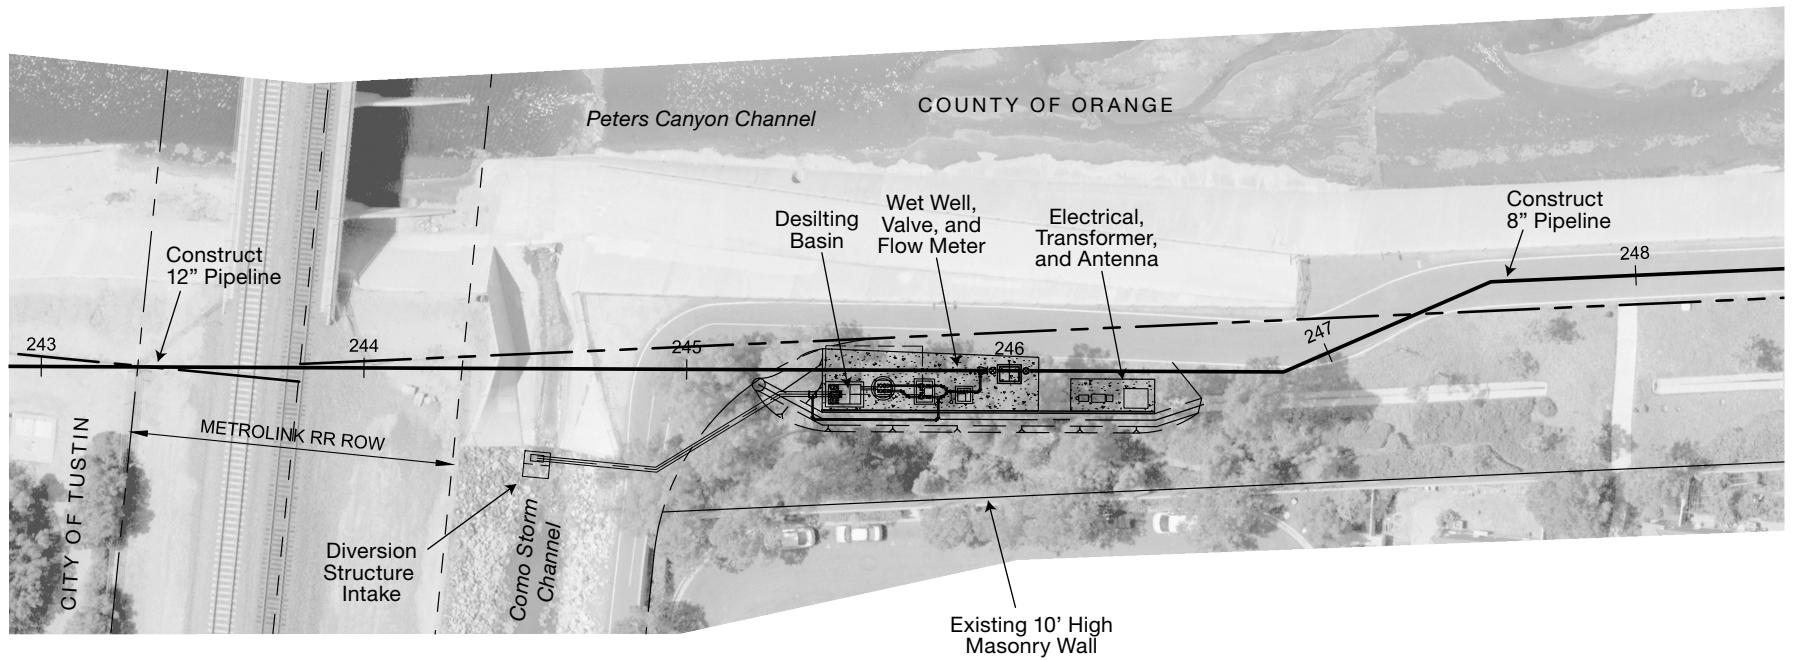 COUNTY OF ORANGE
Peters Canyon Channel
Construct
8” Pipeline
Wet Well,
Valve, and
Flow Meter
Desilting
Basin
Electrical,
Transformer,
and Antenna
Construct
12” Pipeline
243
244
245
246
247
248
METROLINK RR ROW
CITY OF TUSTIN
Como Storm
Channel
Diversion
Structure
Intake
Existing 10’ High
Masonry Wall